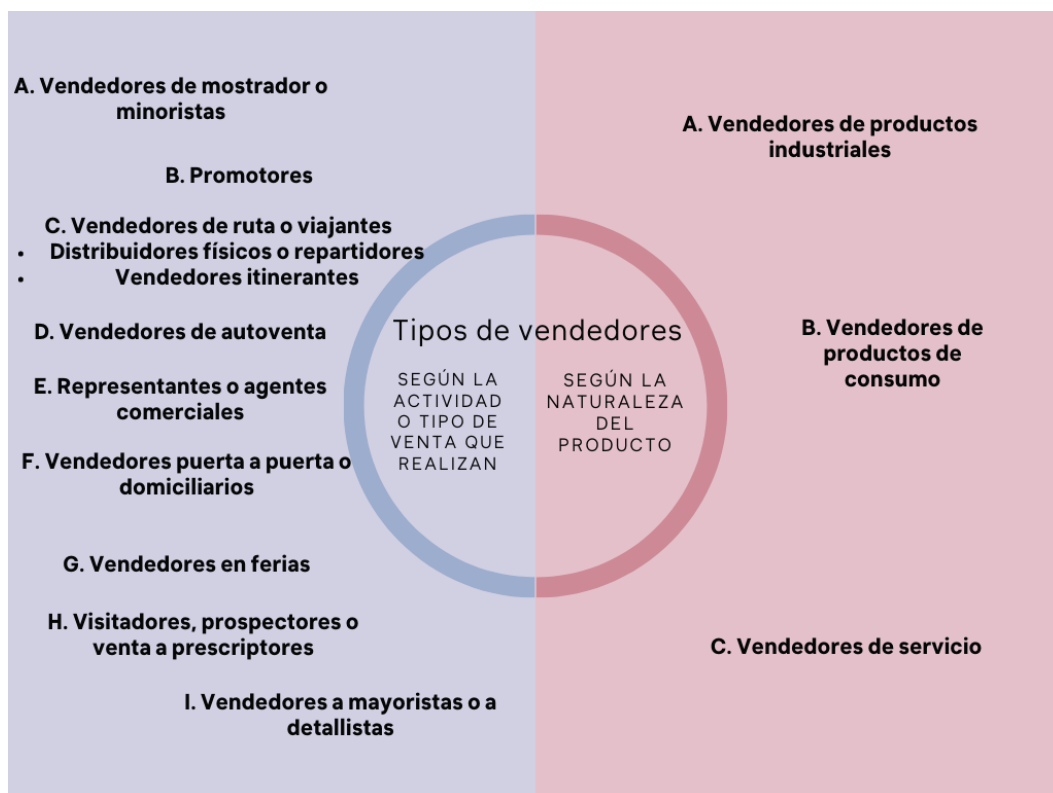 A. Vendedores de mostrador o
minoristas
B. Promotores
C. Vendedores de ruta o viajantes
• Distribuidores físicos o repartidores
• Vendedores itinerantes
D. Vendedores de autoventa
E. Representantes o agentes
comerciales
F. Vendedores puerta a puerta o
domiciliarios
G. Vendedores en ferias
H. Visitadores, prospectores o
venta a prescriptores
I. Vendedores a mayoristas o a
detallistas
Tipos de vendedores
SEGÚN LA
ACTIVIDAD
O TIPO DE
VENTA QUE
REALIZAN
SEGÚN LA
NATURALEZA
DEL
PRODUCTO
A. Vendedores de productos
industriales
B. Vendedores de
productos de
consumo
C. Vendedores de servicio